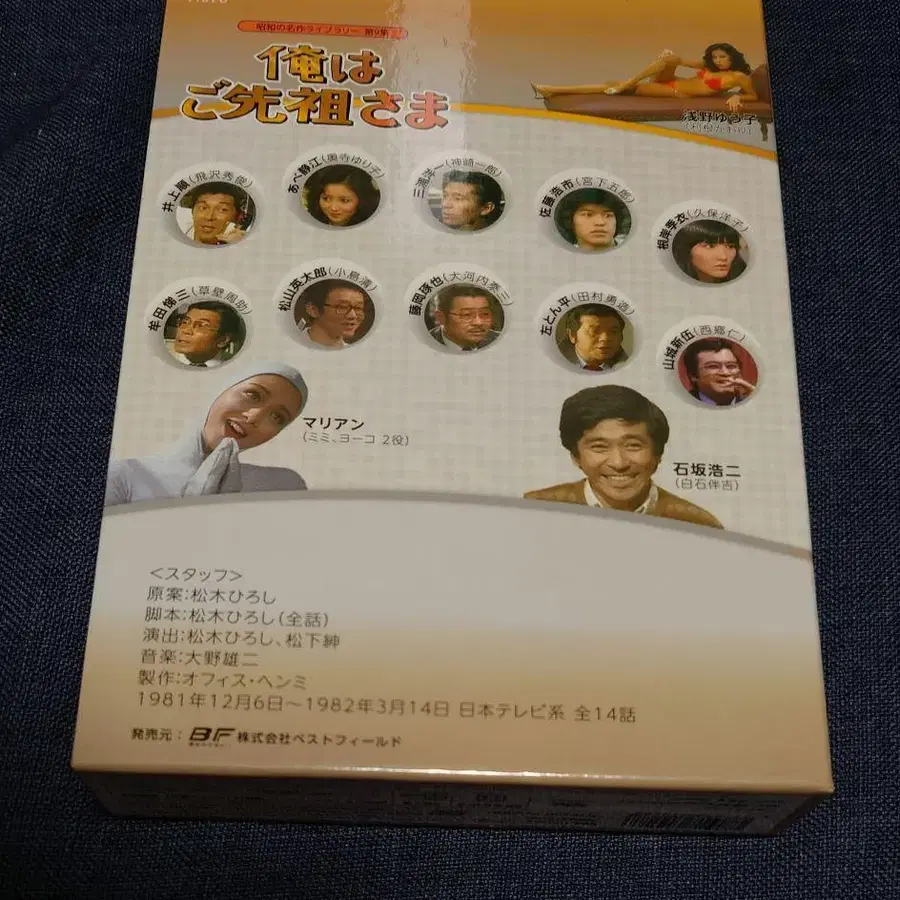 VIDEO
昭和の名作ライブラリー 第9集
俺は
ご先祖さま
浅野ゆう子
井上順(飛沢秀俊)
あべ静江(奥寺ゆり子)
三浦洋一(神崎一郎)
佐藤浩市(宮下五郎)
根岸季衣(久保洋子)
牟田悌三(草壁周助)
松山英太郎(小島清)
藤岡琢也(大河内泰三)
左とん平(田村勇造)
山城新伍(西郷仁)
マリアン
(ミミ、ヨーコ 2役)
石坂浩二
(白石伴吉)
<スタッフ>
原案:松木ひろし
脚本:松木ひろし(全話)
演出:松木ひろし、松下紳
音楽:大野雄二
製作:オフィス・ヘンミ
1981年12月6日〜1982年3月14日 日本テレビ系 全14話
発売元: BF 株式会社ベストフィールド